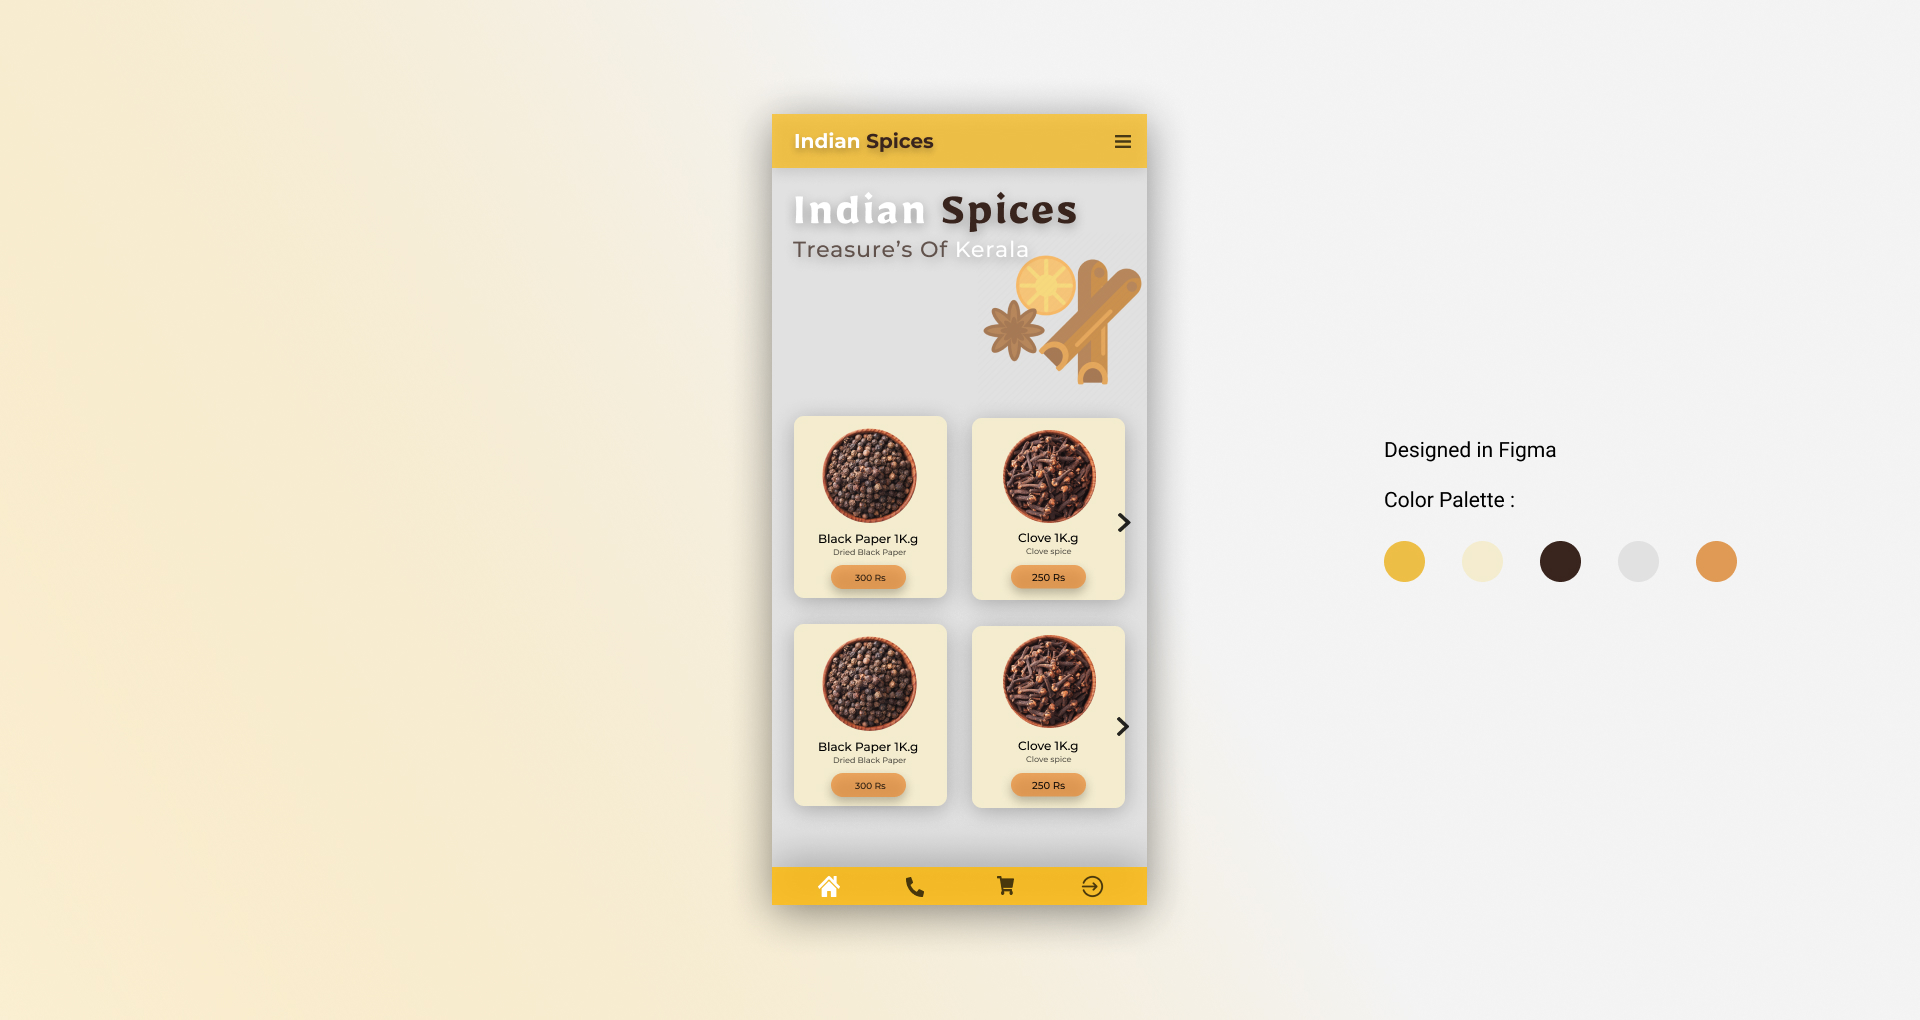 Indian Spices
Indian Spices
Treasure’s Of Kerala
Black Paper 1K.g
Dried Black Paper
300 Rs
Clove 1K.g
Clove spice
250 Rs
Black Paper 1K.g
Dried Black Paper
300 Rs
Clove 1K.g
Clove spice
250 Rs
Designed in Figma
Color Palette :